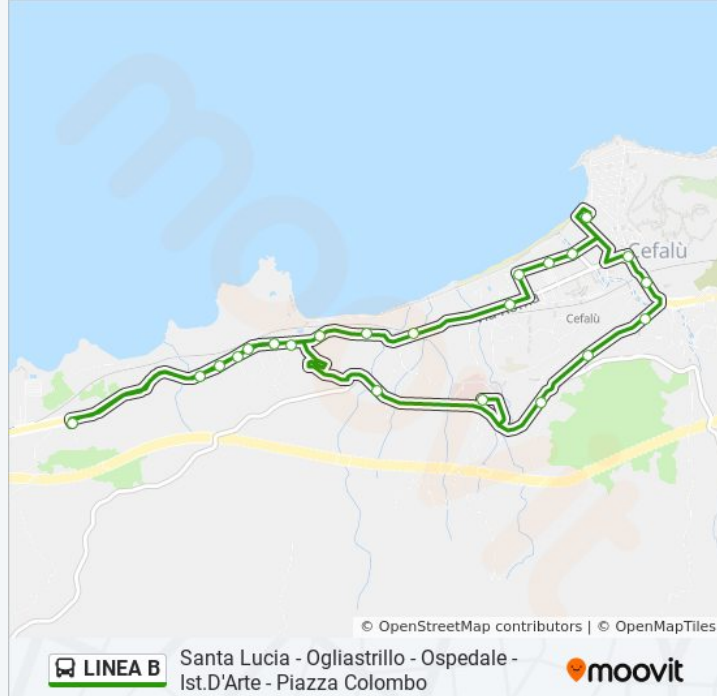 Cefalù
Cefalù
© OpenStreetMap contributors | © OpenMapTiles
LINEA B
Santa Lucia - Ogliastrillo - Ospedale -
Ist.D'Arte - Piazza Colombo
moovit